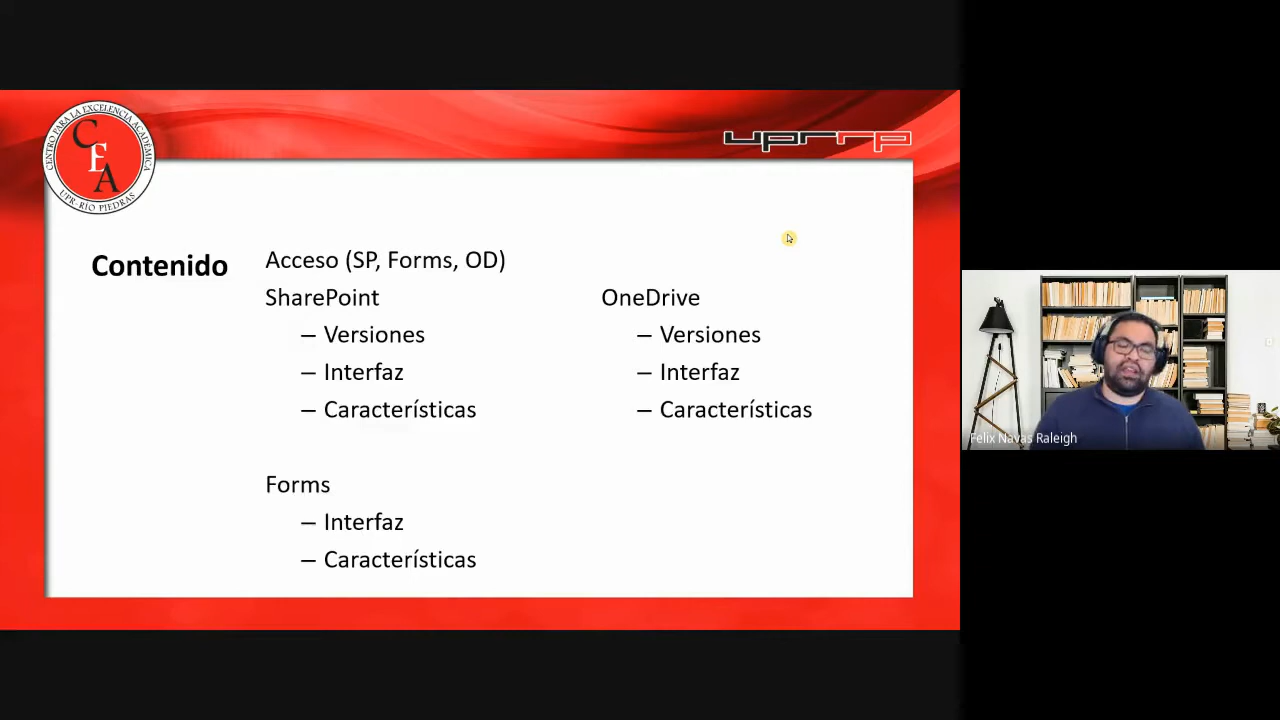 CENTRO PARA LA EXCELENCIA ACADÉMICA
CEA
UPR-RÍO PIEDRAS
uprrp
Contenido
Acceso (SP, Forms, OD)
SharePoint
– Versiones
– Interfaz
– Características
OneDrive
– Versiones
– Interfaz
– Características
Forms
– Interfaz
– Características
Felix Navas Raleigh